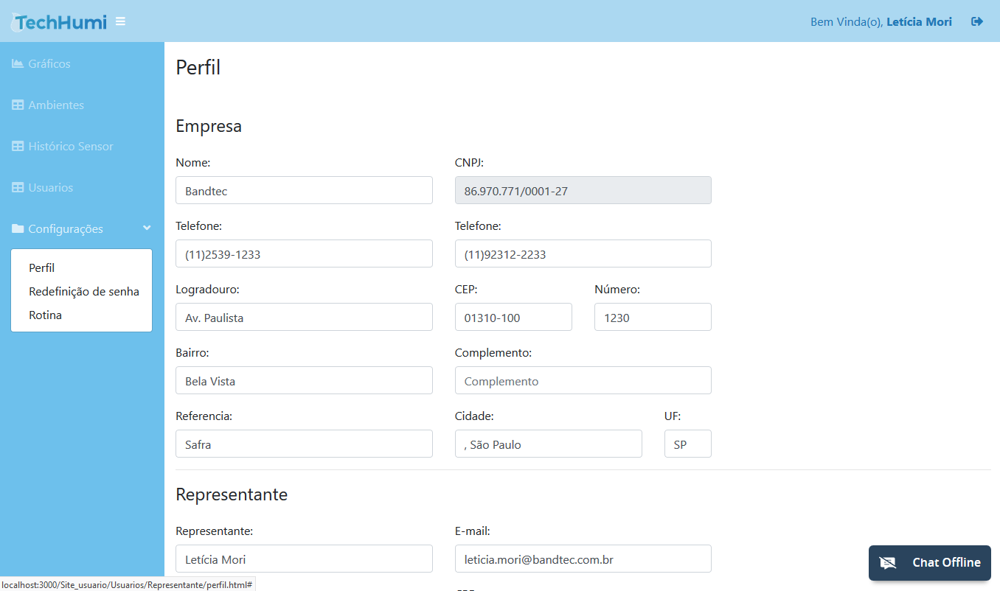 TechHumi
Bem Vinda(o), Letícia Mori
Gráficos
Ambientes
Histórico Sensor
Usuarios
Configurações
Perfil
Redefinição de senha
Rotina
Perfil
Empresa
Nome:
CNPJ:
Bandtec
86.970.771/0001-27
Telefone:
Telefone:
(11)2539-1233
(11)92312-2233
Logradouro:
CEP:
Número:
Av. Paulista
01310-100
1230
Bairro:
Complemento:
Bela Vista
Complemento
Referencia:
Cidade:
UF:
Safra
, São Paulo
SP
Representante
Representante:
E-mail:
Letícia Mori
leticia.mori@bandtec.com.br
Chat Offline
localhost:3000/Site_usuario/Usuarios/Representante/perfil.html#